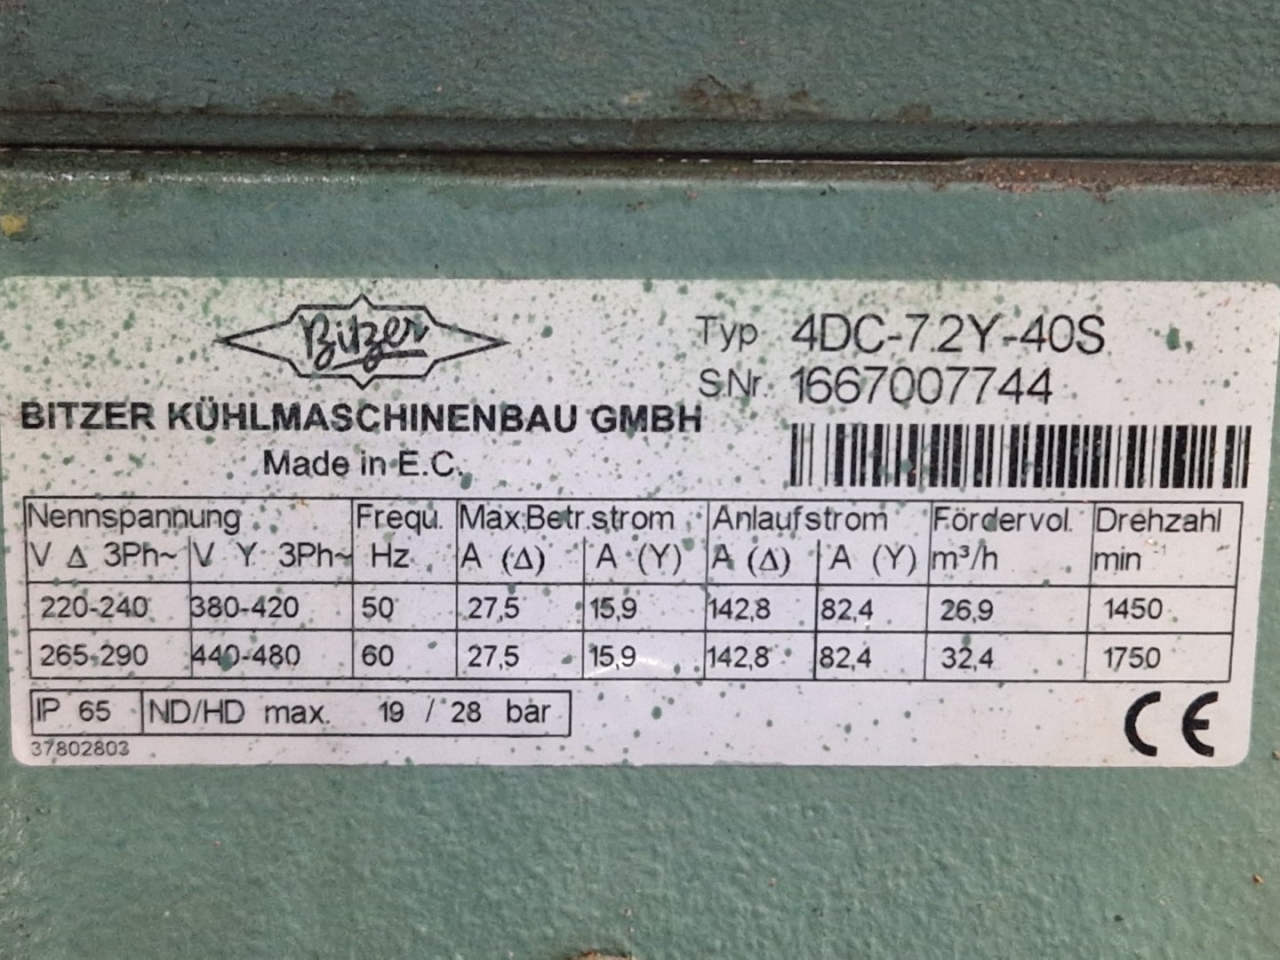 Bitzer
BITZER KÜHLMASCHINENBAU GMBH
Made in E.C.
Typ 4DC-7.2Y-40S
S.Nr. 1667007744
Nennspannung Frequ. Max.Betr.strom Anlaufstrom Fördervol. Drehzahl
V Δ 3Ph~ V Y 3Ph~ Hz A (Δ) A (Y) A (Δ) A (Y) m³/h min⁻¹
220-240 380-420 50 27,5 15,9 142,8 82,4 26,9 1450
265-290 440-480 60 27,5 15,9 142,8 82,4 32,4 1750
IP 65 ND/HD max. 19 / 28 bar
37802803
CE